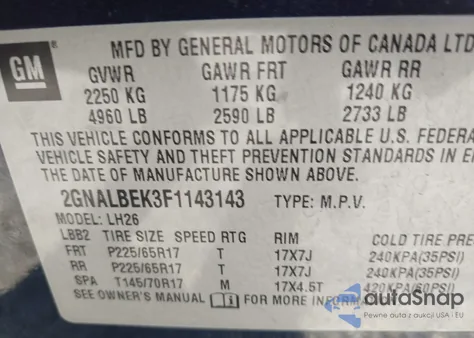 GM
MFD BY GENERAL MOTORS OF CANADA LTD
GVWR GAWR FRT GAWR RR
2250 KG 1175 KG 1240 KG
4960 LB 2590 LB 2733 LB
THIS VEHICLE CONFORMS TO ALL APPLICABLE U.S. FEDERA
VEHICLE SAFETY AND THEFT PREVENTION STANDARDS IN E
THE DATE OF MANUFACTURE SHOWN ABOVE.
2GNALBEK3F1143143 TYPE: M.P.V.
MODEL: LH26
LBB2 TIRE SIZE SPEED RTG RIM COLD TIRE PRE
FRT P225/65R17 T 17X7J 240KPA(35PSI)
RR P225/65R17 T 17X7J 240KPA(35PSI)
SPA T145/70R17 M 17X4.5T 420KPA(60PSI)
SEE OWNER'S MANUAL i FOR MORE INFORMA
autoSnap
Pewne auta z aukcji USA i EU